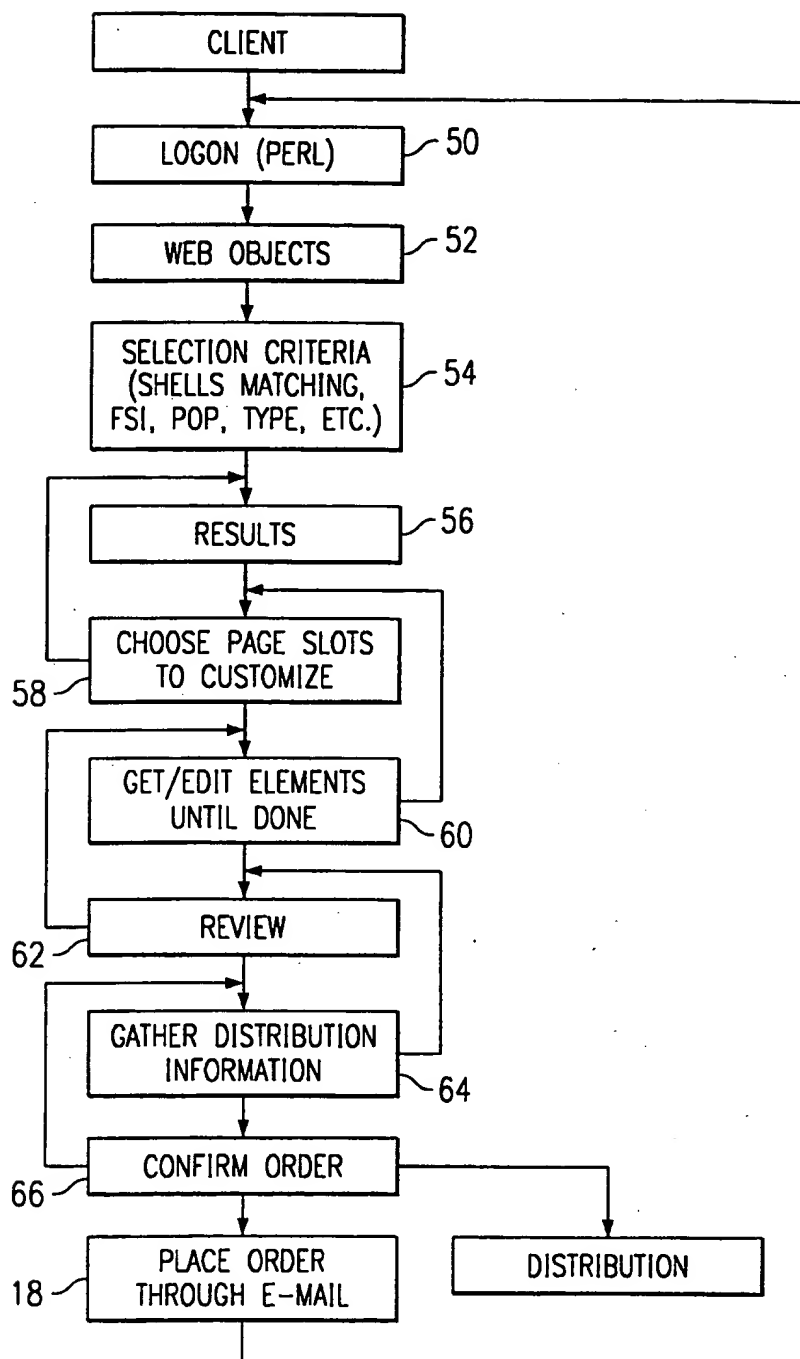 CLIENT
LOGON (PERL)
50
WEB OBJECTS
52
SELECTION CRITERIA
(SHELLS MATCHING,
FSI, POP, TYPE, ETC.)
54
RESULTS
56
CHOOSE PAGE SLOTS
TO CUSTOMIZE
58
GET/EDIT ELEMENTS
UNTIL DONE
60
REVIEW
62
GATHER DISTRIBUTION
INFORMATION
64
CONFIRM ORDER
66
PLACE ORDER
THROUGH E-MAIL
18
DISTRIBUTION